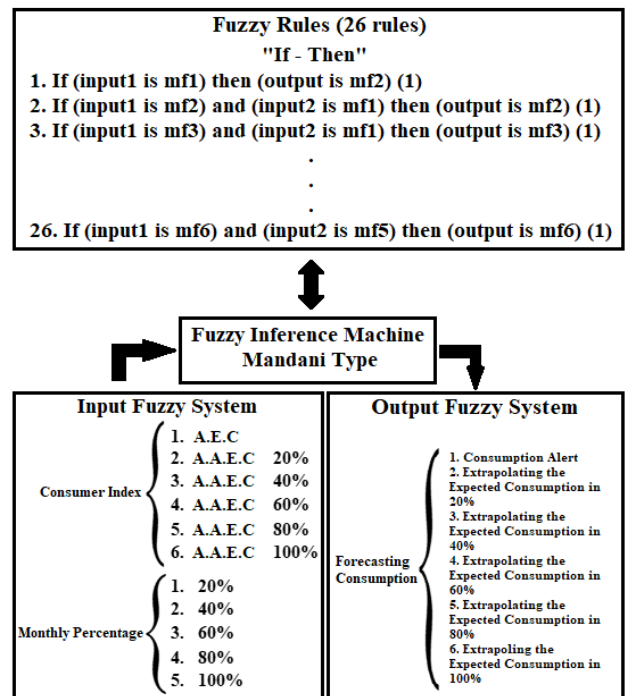 Fuzzy Rules (26 rules)
"If - Then"
1. If (input1 is mf1) then (output is mf2) (1)
2. If (input1 is mf2) and (input2 is mf1) then (output is mf2) (1)
3. If (input1 is mf3) and (input2 is mf1) then (output is mf3) (1)
.
.
.
26. If (input1 is mf6) and (input2 is mf5) then (output is mf6) (1)
Fuzzy Inference Machine
Mandani Type
Input Fuzzy System
Consumer Index
1. A.E.C
2. A.A.E.C 20%
3. A.A.E.C 40%
4. A.A.E.C 60%
5. A.A.E.C 80%
6. A.A.E.C 100%
Monthly Percentage
1. 20%
2. 40%
3. 60%
4. 80%
5. 100%
Output Fuzzy System
Forecasting
Consumption
1. Consumption Alert
2. Extrapolating the
Expected Consumption in
20%
3. Extrapolating the
Expected Consumption in
40%
4. Extrapolating the
Expected Consumption in
60%
5. Extrapolating the
Expected Consumption in
80%
6. Extrapoling the
Expected Consumption in
100%